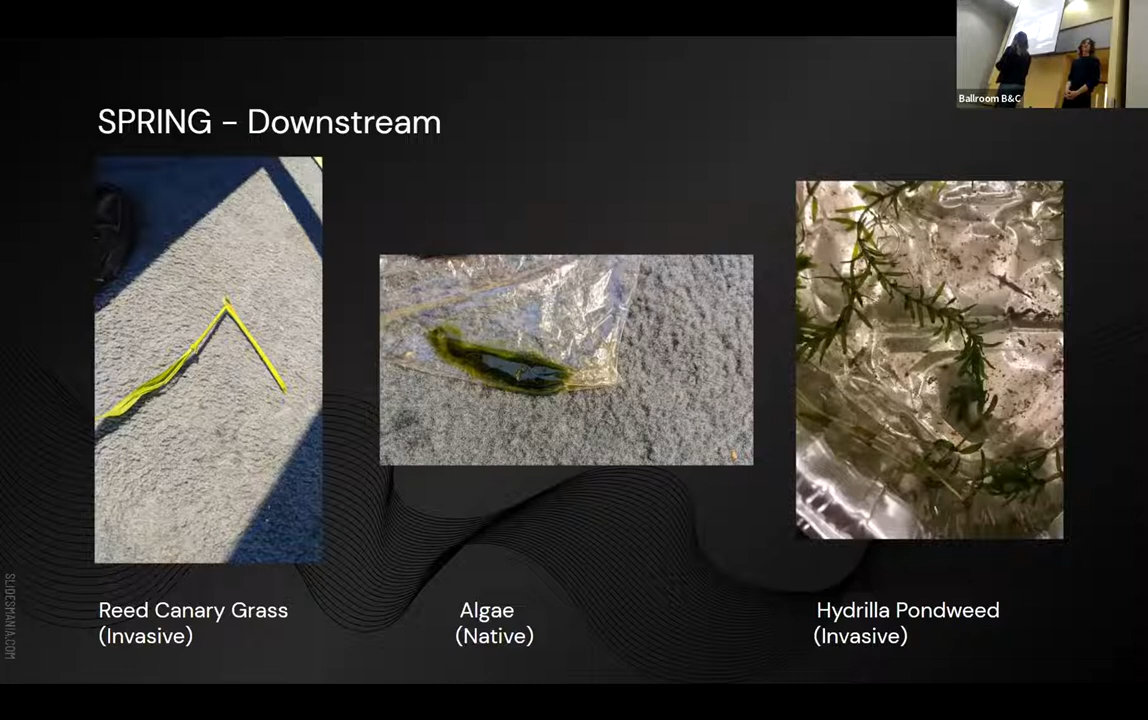 Ballroom B&C
SPRING - Downstream
Reed Canary Grass
(Invasive)
Algae
(Native)
Hydrilla Pondweed
(Invasive)
SLIDESMANIA.COM